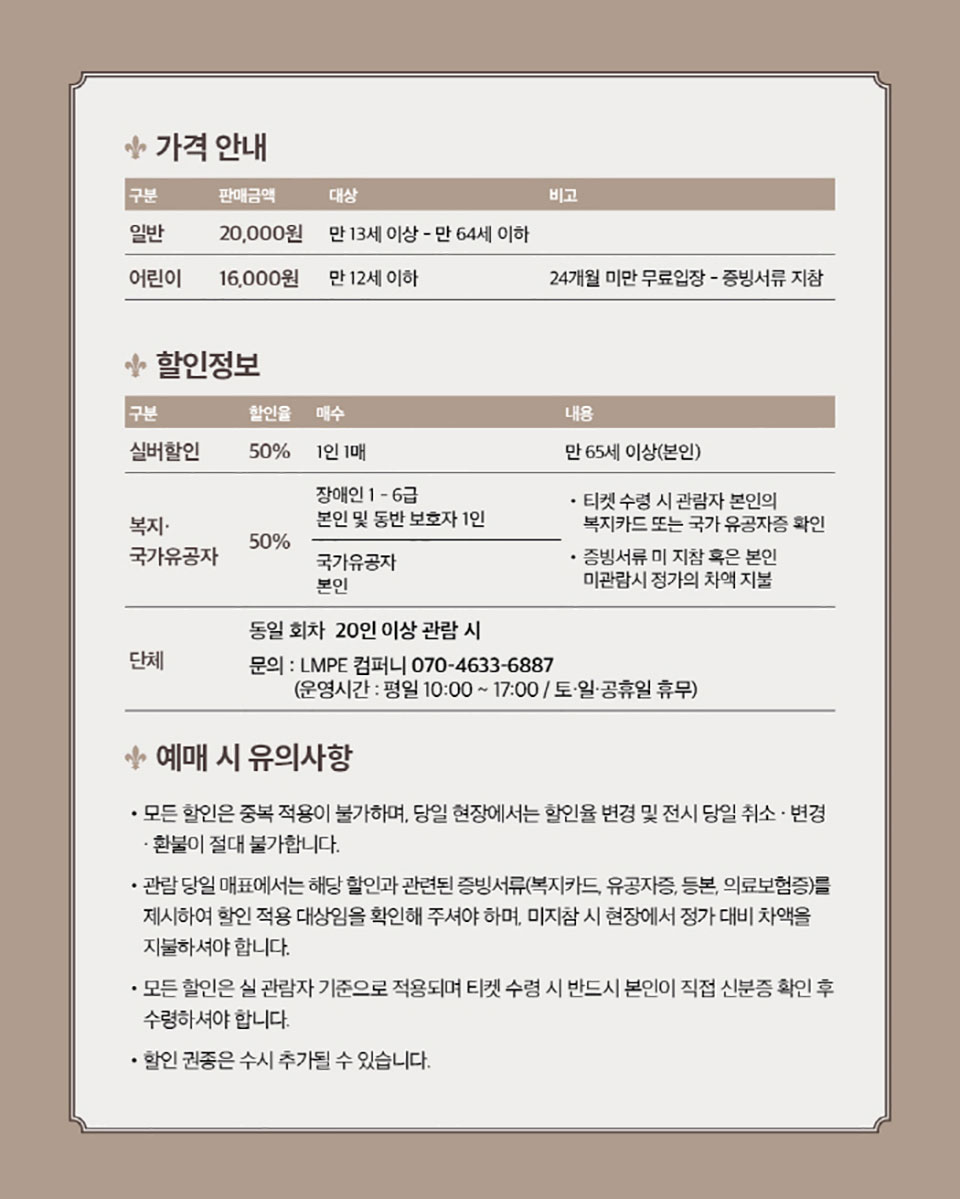 가격 안내
구분 판매금액 대상 비고
일반 20,000원 만 13세 이상 - 만 64세 이하
어린이 16,000원 만 12세 이하 24개월 미만 무료입장 - 증빙서류 지참
할인정보
구분 할인율 매수 내용
실버할인 50% 1인 1매 만 65세 이상(본인)
복지·
국가유공자
50%
장애인 1 - 6급
본인 및 동반 보호자 1인
국가유공자
본인
• 티켓 수령 시 관람자 본인의
복지카드 또는 국가 유공자증 확인
• 증빙서류 미 지참 혹은 본인
미관람시 정가의 차액 지불
단체
동일 회차 20인 이상 관람 시
문의 : LMPE 컴퍼니 070-4633-6887
(운영시간 : 평일 10:00 ~ 17:00 / 토·일·공휴일 휴무)
예매 시 유의사항
• 모든 할인은 중복 적용이 불가하며, 당일 현장에서는 할인율 변경 및 전시 당일 취소 · 변경
· 환불이 절대 불가합니다.
• 관람 당일 매표에서는 해당 할인과 관련된 증빙서류(복지카드, 유공자증, 등본, 의료보험증)를
제시하여 할인 적용 대상임을 확인해 주셔야 하며, 미지참 시 현장에서 정가 대비 차액을
지불하셔야 합니다.
• 모든 할인은 실 관람자 기준으로 적용되며 티켓 수령 시 반드시 본인이 직접 신분증 확인 후
수령하셔야 합니다.
• 할인 권종은 수시 추가될 수 있습니다.